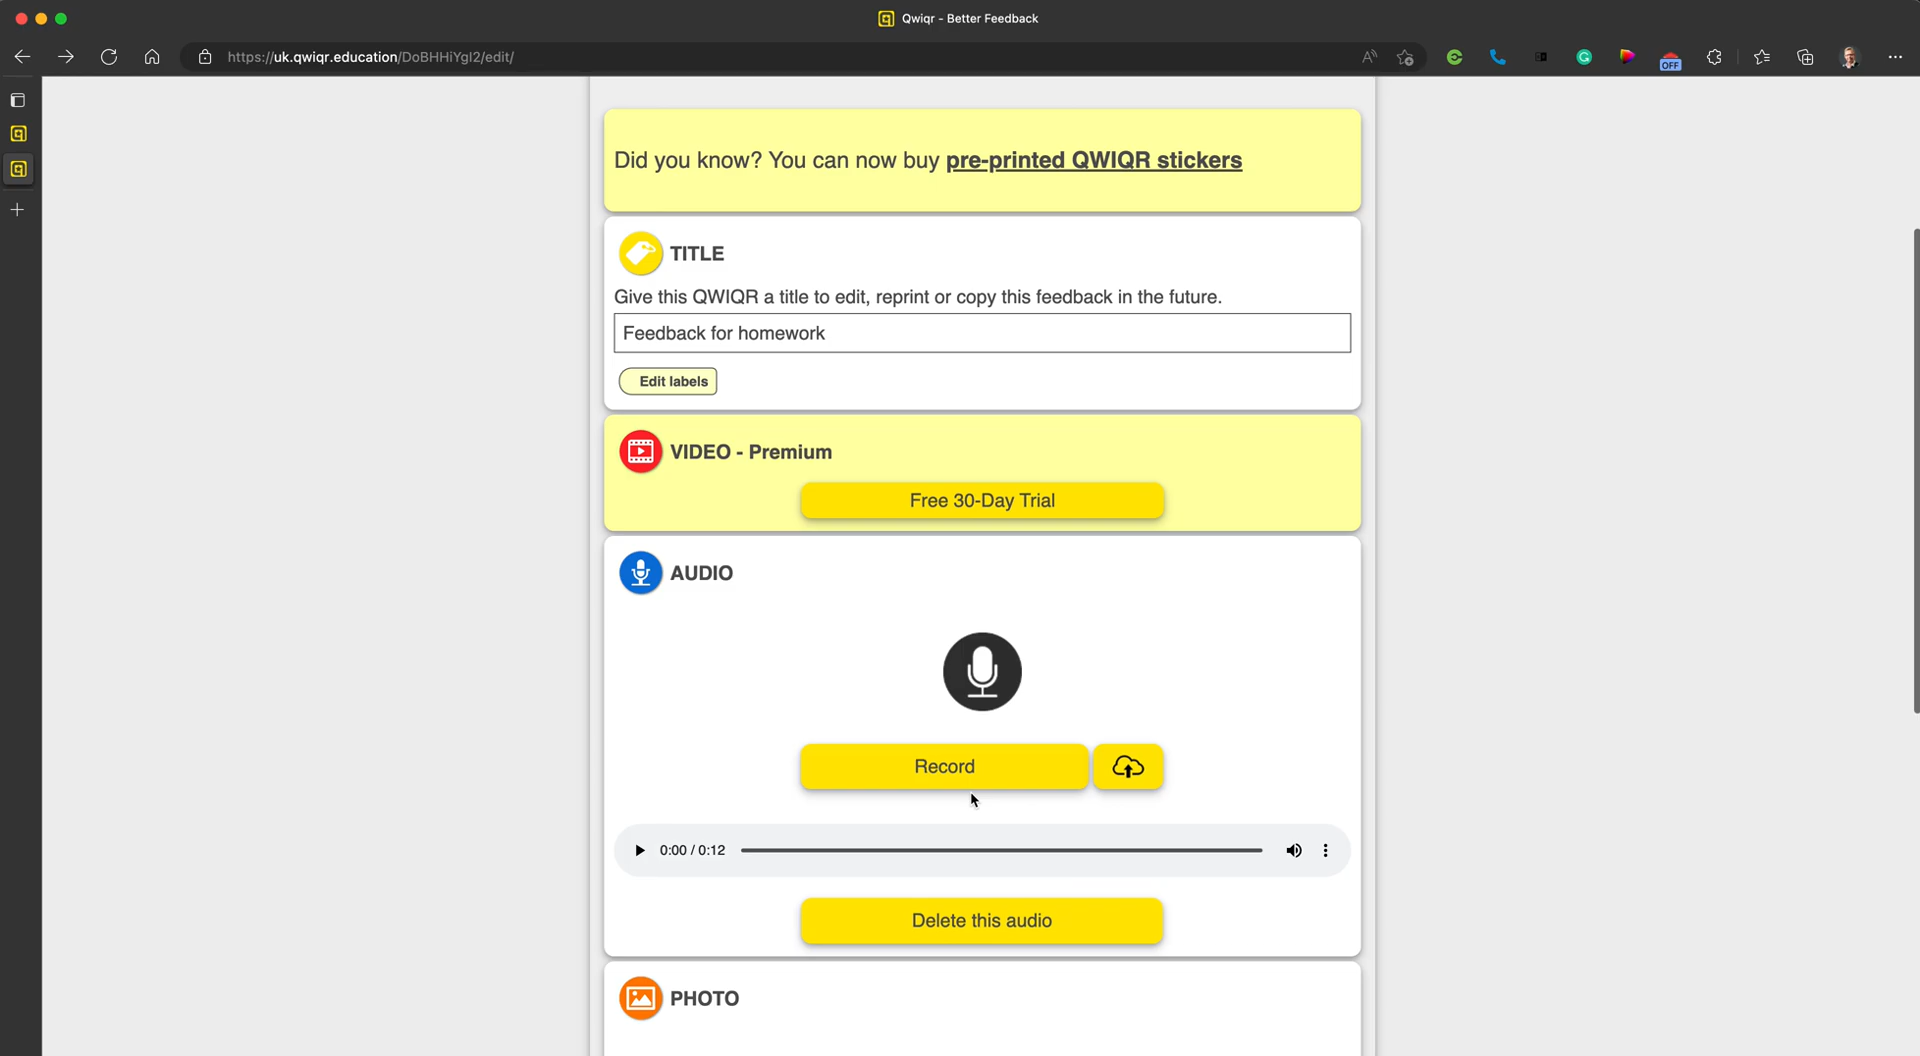 Qwiqr - Better Feedback
https://uk.qwiqr.education/DoBHHiYgI2/edit/
OFF
Did you know? You can now buy pre-printed QWIQR stickers
TITLE
Give this QWIQR a title to edit, reprint or copy this feedback in the future.
Feedback for homework
Edit labels
VIDEO - Premium
Free 30-Day Trial
AUDIO
Record
0:00 / 0:12
Delete this audio
PHOTO